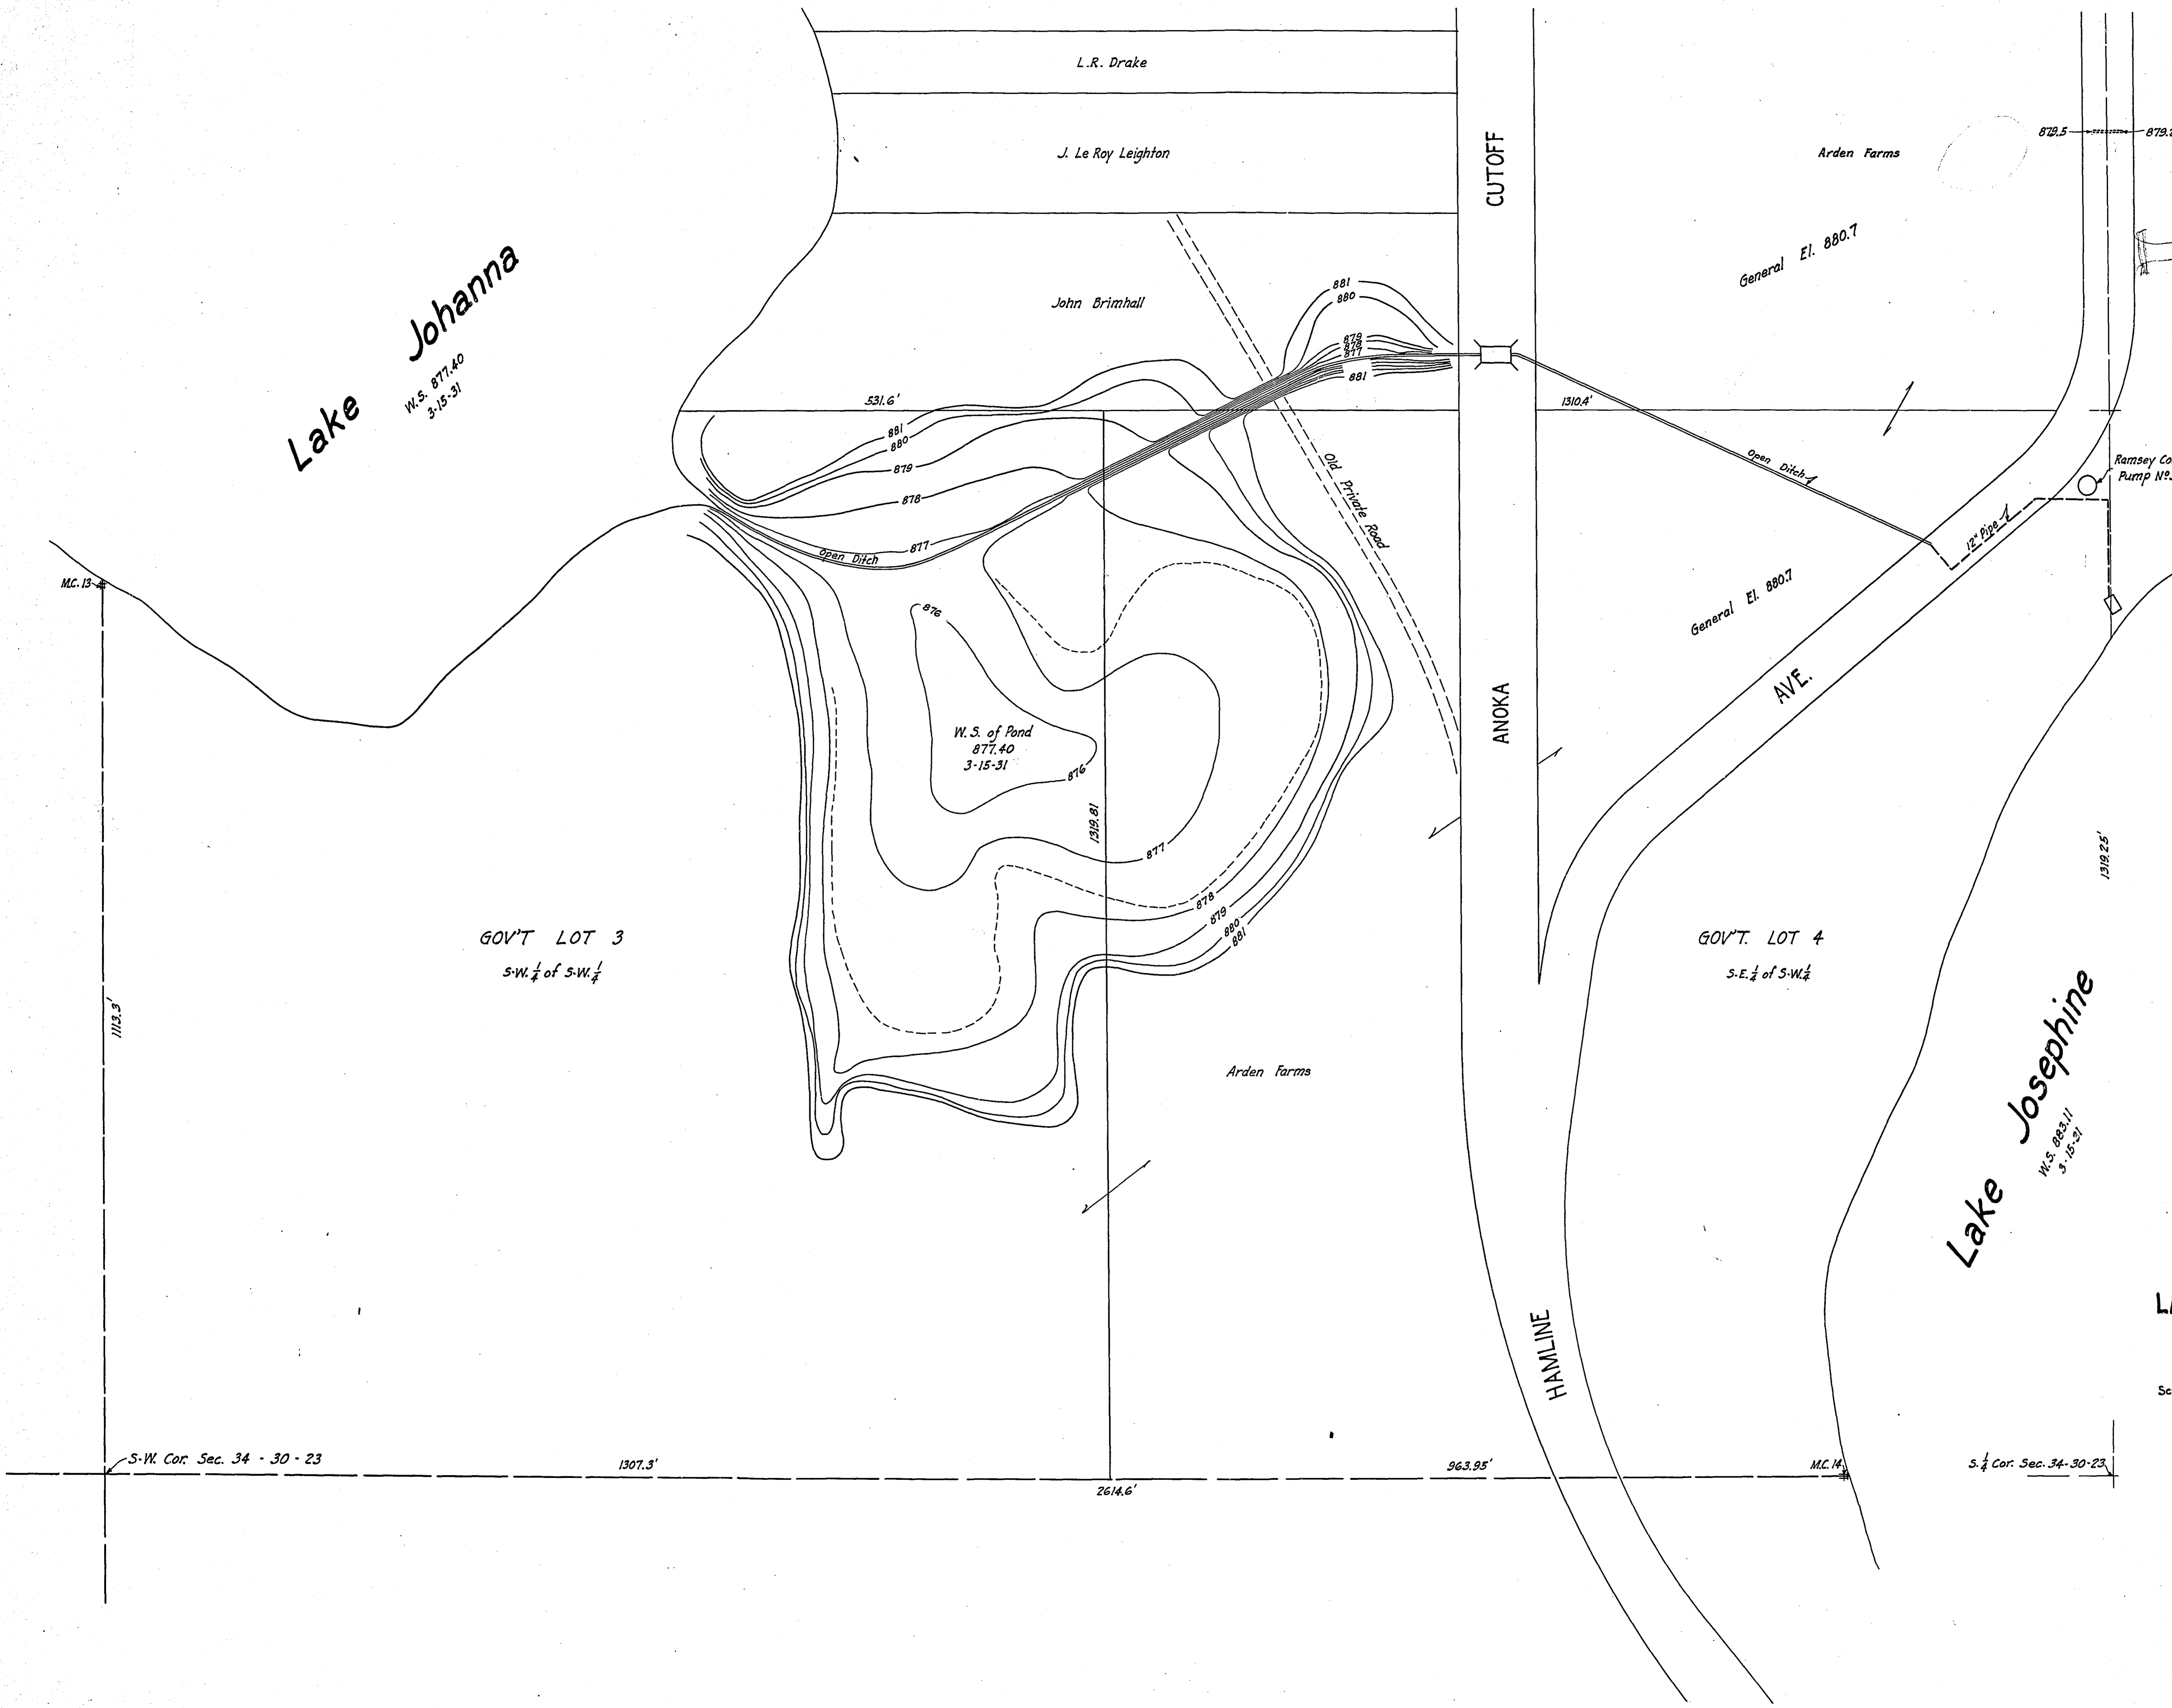 L.R. Drake
J. Le Roy Leighton
John Brimhall
CUTOFF
ANOKA
Arden Farms
879.5
879.
General El. 880.7
Lake Johanna
W.S. 877.40
3-15-31
881
880
879
878
877
881
531.6'
1310.4'
881
880
879
878
877
Open Ditch
Old Private Road
Open Ditch
Ramsey Co.
Pump Nº
12" Pipe
M.C. 13
876
W.S. of Pond
877.40
3-15-31
876
1319.81
877
878
879
880
881
General El. 880.7
AVE.
1319.25'
GOV'T LOT 3
S.W. ¼ of S.W. ¼
GOV'T. LOT 4
S.E. ¼ of S.W. ¼
1113.3'
Arden Farms
Lake Josephine
W.S. 883.11
3-15-31
HAMLINE
L
Sc
S.W. Cor. Sec. 34 - 30 - 23
1307.3'
963.95'
M.C. 14
S. ¼ Cor. Sec. 34-30-23
2614.6'